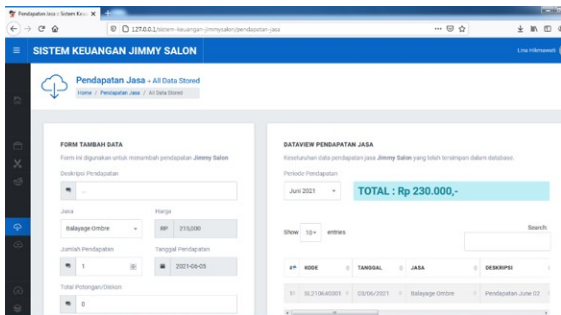 Pendapatan Jasa :: Sistem Keu
127.0.0.1/sistem-keuangan-jimmysalon/pendapatan-jasa
SISTEM KEUANGAN JIMMY SALON
Lina Hikmawati
Pendapatan Jasa - All Data Stored
Home / Pendapatan Jasa / All Data Stored
FORM TAMBAH DATA
Form ini digunakan untuk menambah pendapatan Jimmy Salon
Deskripsi Pendapatan
Jasa
Harga
Balayage Ombre
RP
Jumlah Pendapatan
Tanggal Pendapatan
1
2021-06-05
Total Potongan/Diskon
0
DATAVIEW PENDAPATAN JASA
Keseluruhan data pendapatan jasa Jimmy Salon yang telah tersimpan dalam database.
Periode Pendapatan
Juni 2021
TOTAL : Rp 230.000,-
Show 10 entries
Search:
KODE
TANGGAL
JASA
DESKRIPSI
03/06/2021
Balayage Ombre
Pendapatan June 02